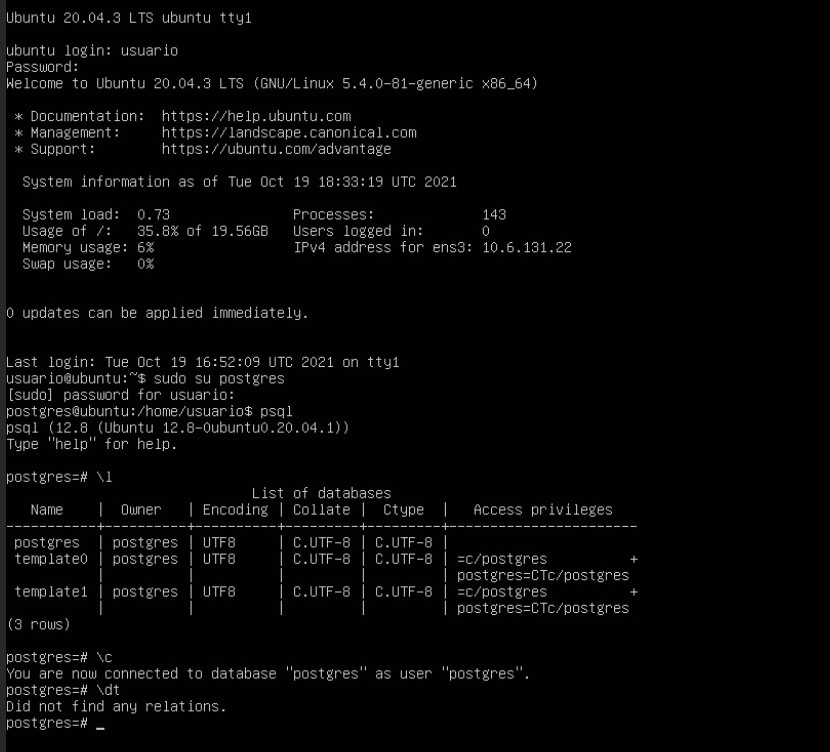 Ubuntu 20.04.3 LTS ubuntu tty1
ubuntu login: usuario
Password:
Welcome to Ubuntu 20.04.3 LTS (GNU/Linux 5.4.0-81-generic x86_64)
 * Documentation:  https://help.ubuntu.com
 * Management:     https://landscape.canonical.com
 * Support:        https://ubuntu.com/advantage
  System information as of Tue Oct 19 18:33:19 UTC 2021
  System load:  0.73               Processes:             143
  Usage of /:   35.8% of 19.56GB   Users logged in:       0
  Memory usage: 6%                 IPv4 address for ens3: 10.6.131.22
  Swap usage:   0%
0 updates can be applied immediately.
Last login: Tue Oct 19 16:52:09 UTC 2021 on tty1
usuario@ubuntu:~$ sudo su postgres
[sudo] password for usuario:
postgres@ubuntu:/home/usuario$ psql
psql (12.8 (Ubuntu 12.8-0ubuntu0.20.04.1))
Type "help" for help.
postgres=# \l
                              List of databases
   Name    |  Owner   | Encoding | Collate |  Ctype  |   Access privileges
-----------+----------+----------+---------+---------+-----------------------
 postgres  | postgres | UTF8     | C.UTF-8 | C.UTF-8 |
 template0 | postgres | UTF8     | C.UTF-8 | C.UTF-8 | =c/postgres          +
           |          |          |         |         | postgres=CTc/postgres
 template1 | postgres | UTF8     | C.UTF-8 | C.UTF-8 | =c/postgres          +
           |          |          |         |         | postgres=CTc/postgres
(3 rows)
postgres=# \c
You are now connected to database "postgres" as user "postgres".
postgres=# \dt
Did not find any relations.
postgres=# _